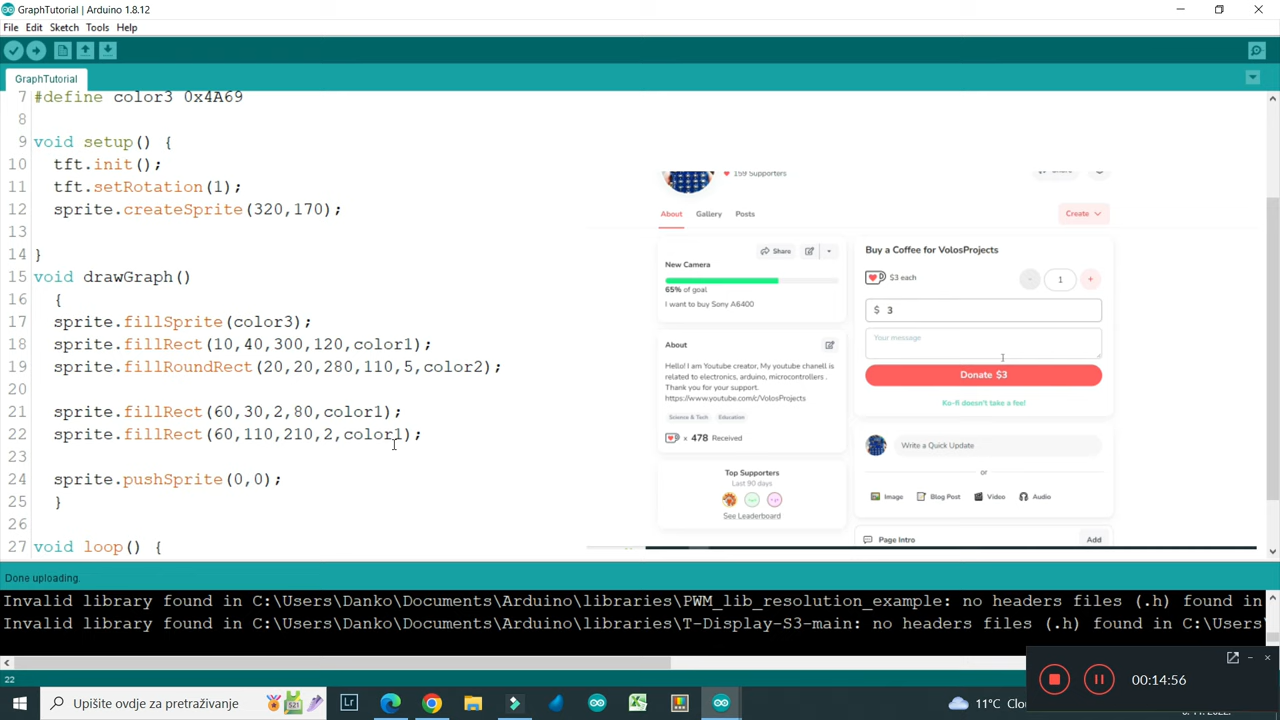 GraphTutorial | Arduino 1.8.12
File Edit Sketch Tools Help
GraphTutorial
7 #define color3 0x4A69
8
9 void setup() {
10 tft.init();
11 tft.setRotation(1);
12 sprite.createSprite(320,170);
13
14 }
15 void drawGraph()
16 {
17 sprite.fillSprite(color3);
18 sprite.fillRect(10,40,300,120,color1);
19 sprite.fillRoundRect(20,20,280,110,5,color2);
20
21 sprite.fillRect(60,30,2,80,color1);
22 sprite.fillRect(60,110,210,2,color1);
23
24 sprite.pushSprite(0,0);
25 }
26
27 void loop() {
159 Supporters
About Gallery Posts
Create
Share
New Camera
65% of goal
I want to buy Sony A6400
About
Hello! I am Youtube creator, My youtube chanell is
related to electronics, arduino, microcontrollers .
Thank you for your support.
https://www.youtube.com/c/VolosProjects
Science & Tech Education
x 478 Received
Top Supporters
Last 90 days
See Leaderboard
Buy a Coffee for VolosProjects
$3 each
- 1 +
$ 3
Your message
Donate $3
Ko-fi doesn't take a fee!
Write a Quick Update
or
Image Blog Post Video Audio
Page Intro Add
Done uploading.
Invalid library found in C:\Users\Danko\Documents\Arduino\libraries\PWM_lib_resolution_example: no headers files (.h) found in
Invalid library found in C:\Users\Danko\Documents\Arduino\libraries\T-Display-S3-main: no headers files (.h) found in C:\Users\
22
00:14:56
Upišite ovdje za pretraživanje
11°C